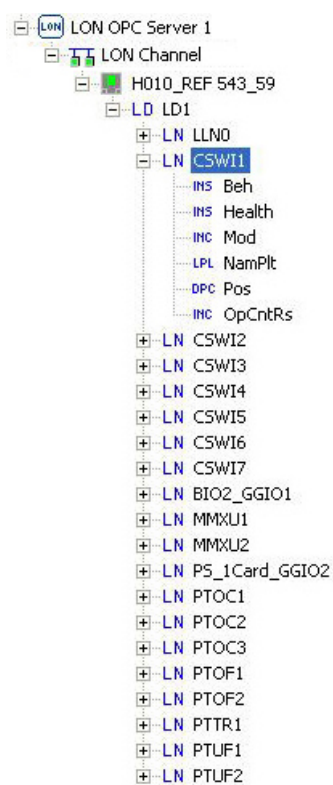 LON LON OPC Server 1
LON Channel
H010_REF 543_59
LD LD1
LN LLN0
LN CSWI1
INS Beh
INS Health
INC Mod
LPL NamPlt
DPC Pos
INC OpCntRs
LN CSWI2
LN CSWI3
LN CSWI4
LN CSWI5
LN CSWI6
LN CSWI7
LN BIO2_GGIO1
LN MMXU1
LN MMXU2
LN PS_1Card_GGIO2
LN PTOC1
LN PTOC2
LN PTOC3
LN PTOF1
LN PTOF2
LN PTTR1
LN PTUF1
LN PTUF2